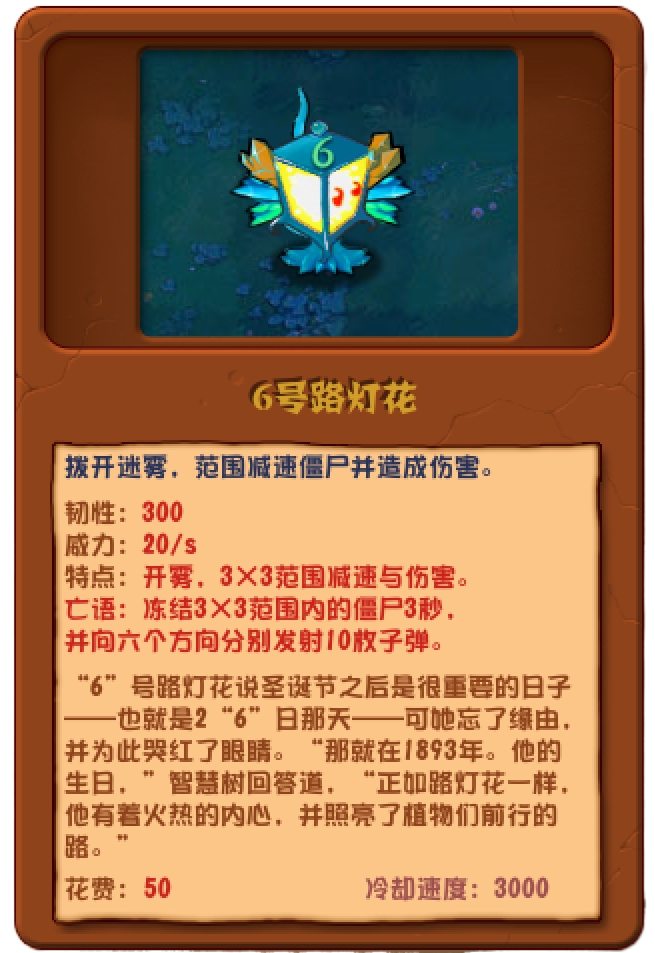 6
6号路灯花
拨开迷雾，范围减速僵尸并造成伤害。
韧性：300
威力：20/s
特点：开雾，3×3范围减速与伤害。
亡语：冻结3×3范围内的僵尸3秒，
并向六个方向分别发射10枚子弹。
“6”号路灯花说圣诞节之后是很重要的日子
——也就是2“6”日那天——可她忘了缘由，
并为此哭红了眼睛。“那就在1893年。他的
生日，”智慧树回答道，“正如路灯花一样，
他有着火热的内心，并照亮了植物们前行的
路。”
花费：50
冷却速度：3000